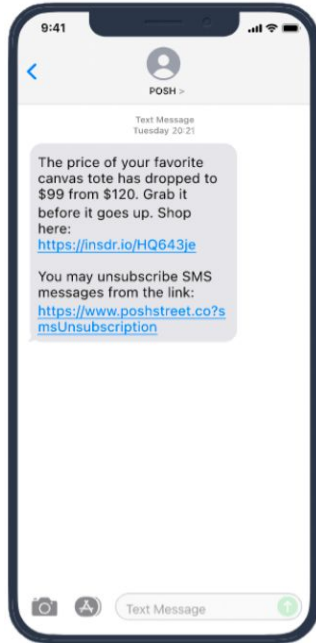 9:41
POSH >
Text Message
Tuesday 20:21
The price of your favorite
canvas tote has dropped to
$99 from $120. Grab it
before it goes up. Shop
here:
https://insdr.io/HQ643je
You may unsubscribe SMS
messages from the link:
https://www.poshstreet.co?s
msUnsubscription
Text Message